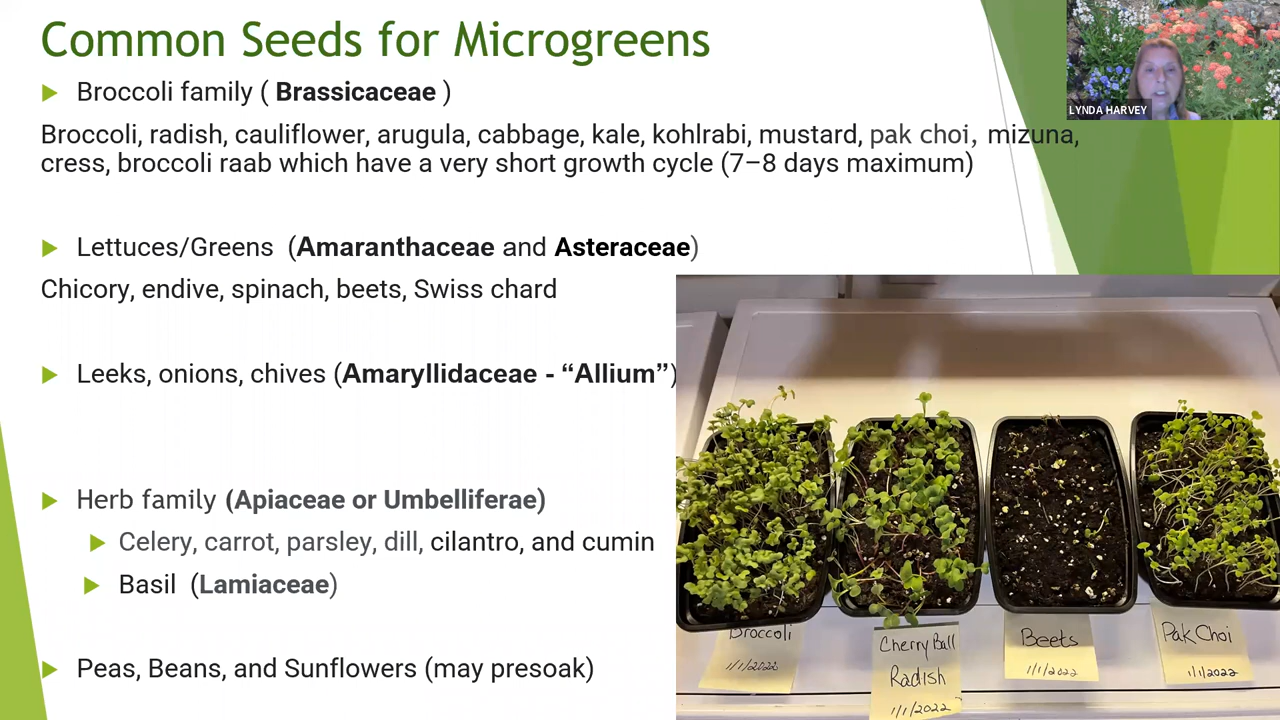 Common Seeds for Microgreens
Broccoli family ( Brassicaceae )
Broccoli, radish, cauliflower, arugula, cabbage, kale, kohlrabi, mustard, pak choi, mizuna,
cress, broccoli raab which have a very short growth cycle (7–8 days maximum)
Lettuces/Greens (Amaranthaceae and Asteraceae)
Chicory, endive, spinach, beets, Swiss chard
Leeks, onions, chives (Amaryllidaceae - “Allium”)
Herb family (Apiaceae or Umbelliferae)
Celery, carrot, parsley, dill, cilantro, and cumin
Basil (Lamiaceae)
Peas, Beans, and Sunflowers (may presoak)
LYNDA HARVEY
Broccoli
1/1/2022
Cherry Ball
Radish
1/1/2022
Beets
1/1/2022
Pak Choi
1/1/2022